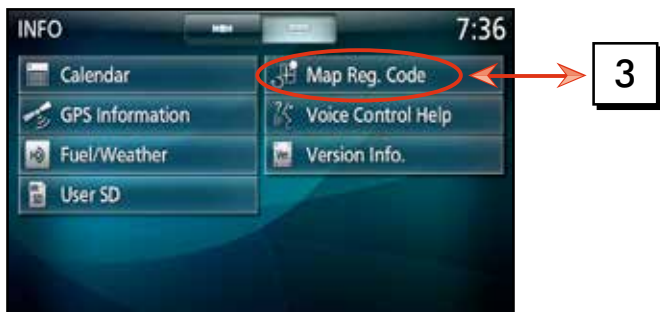 INFO
7:36
Calendar
Map Reg. Code
3
GPS Information
Voice Control Help
Fuel/Weather
Version Info.
User SD